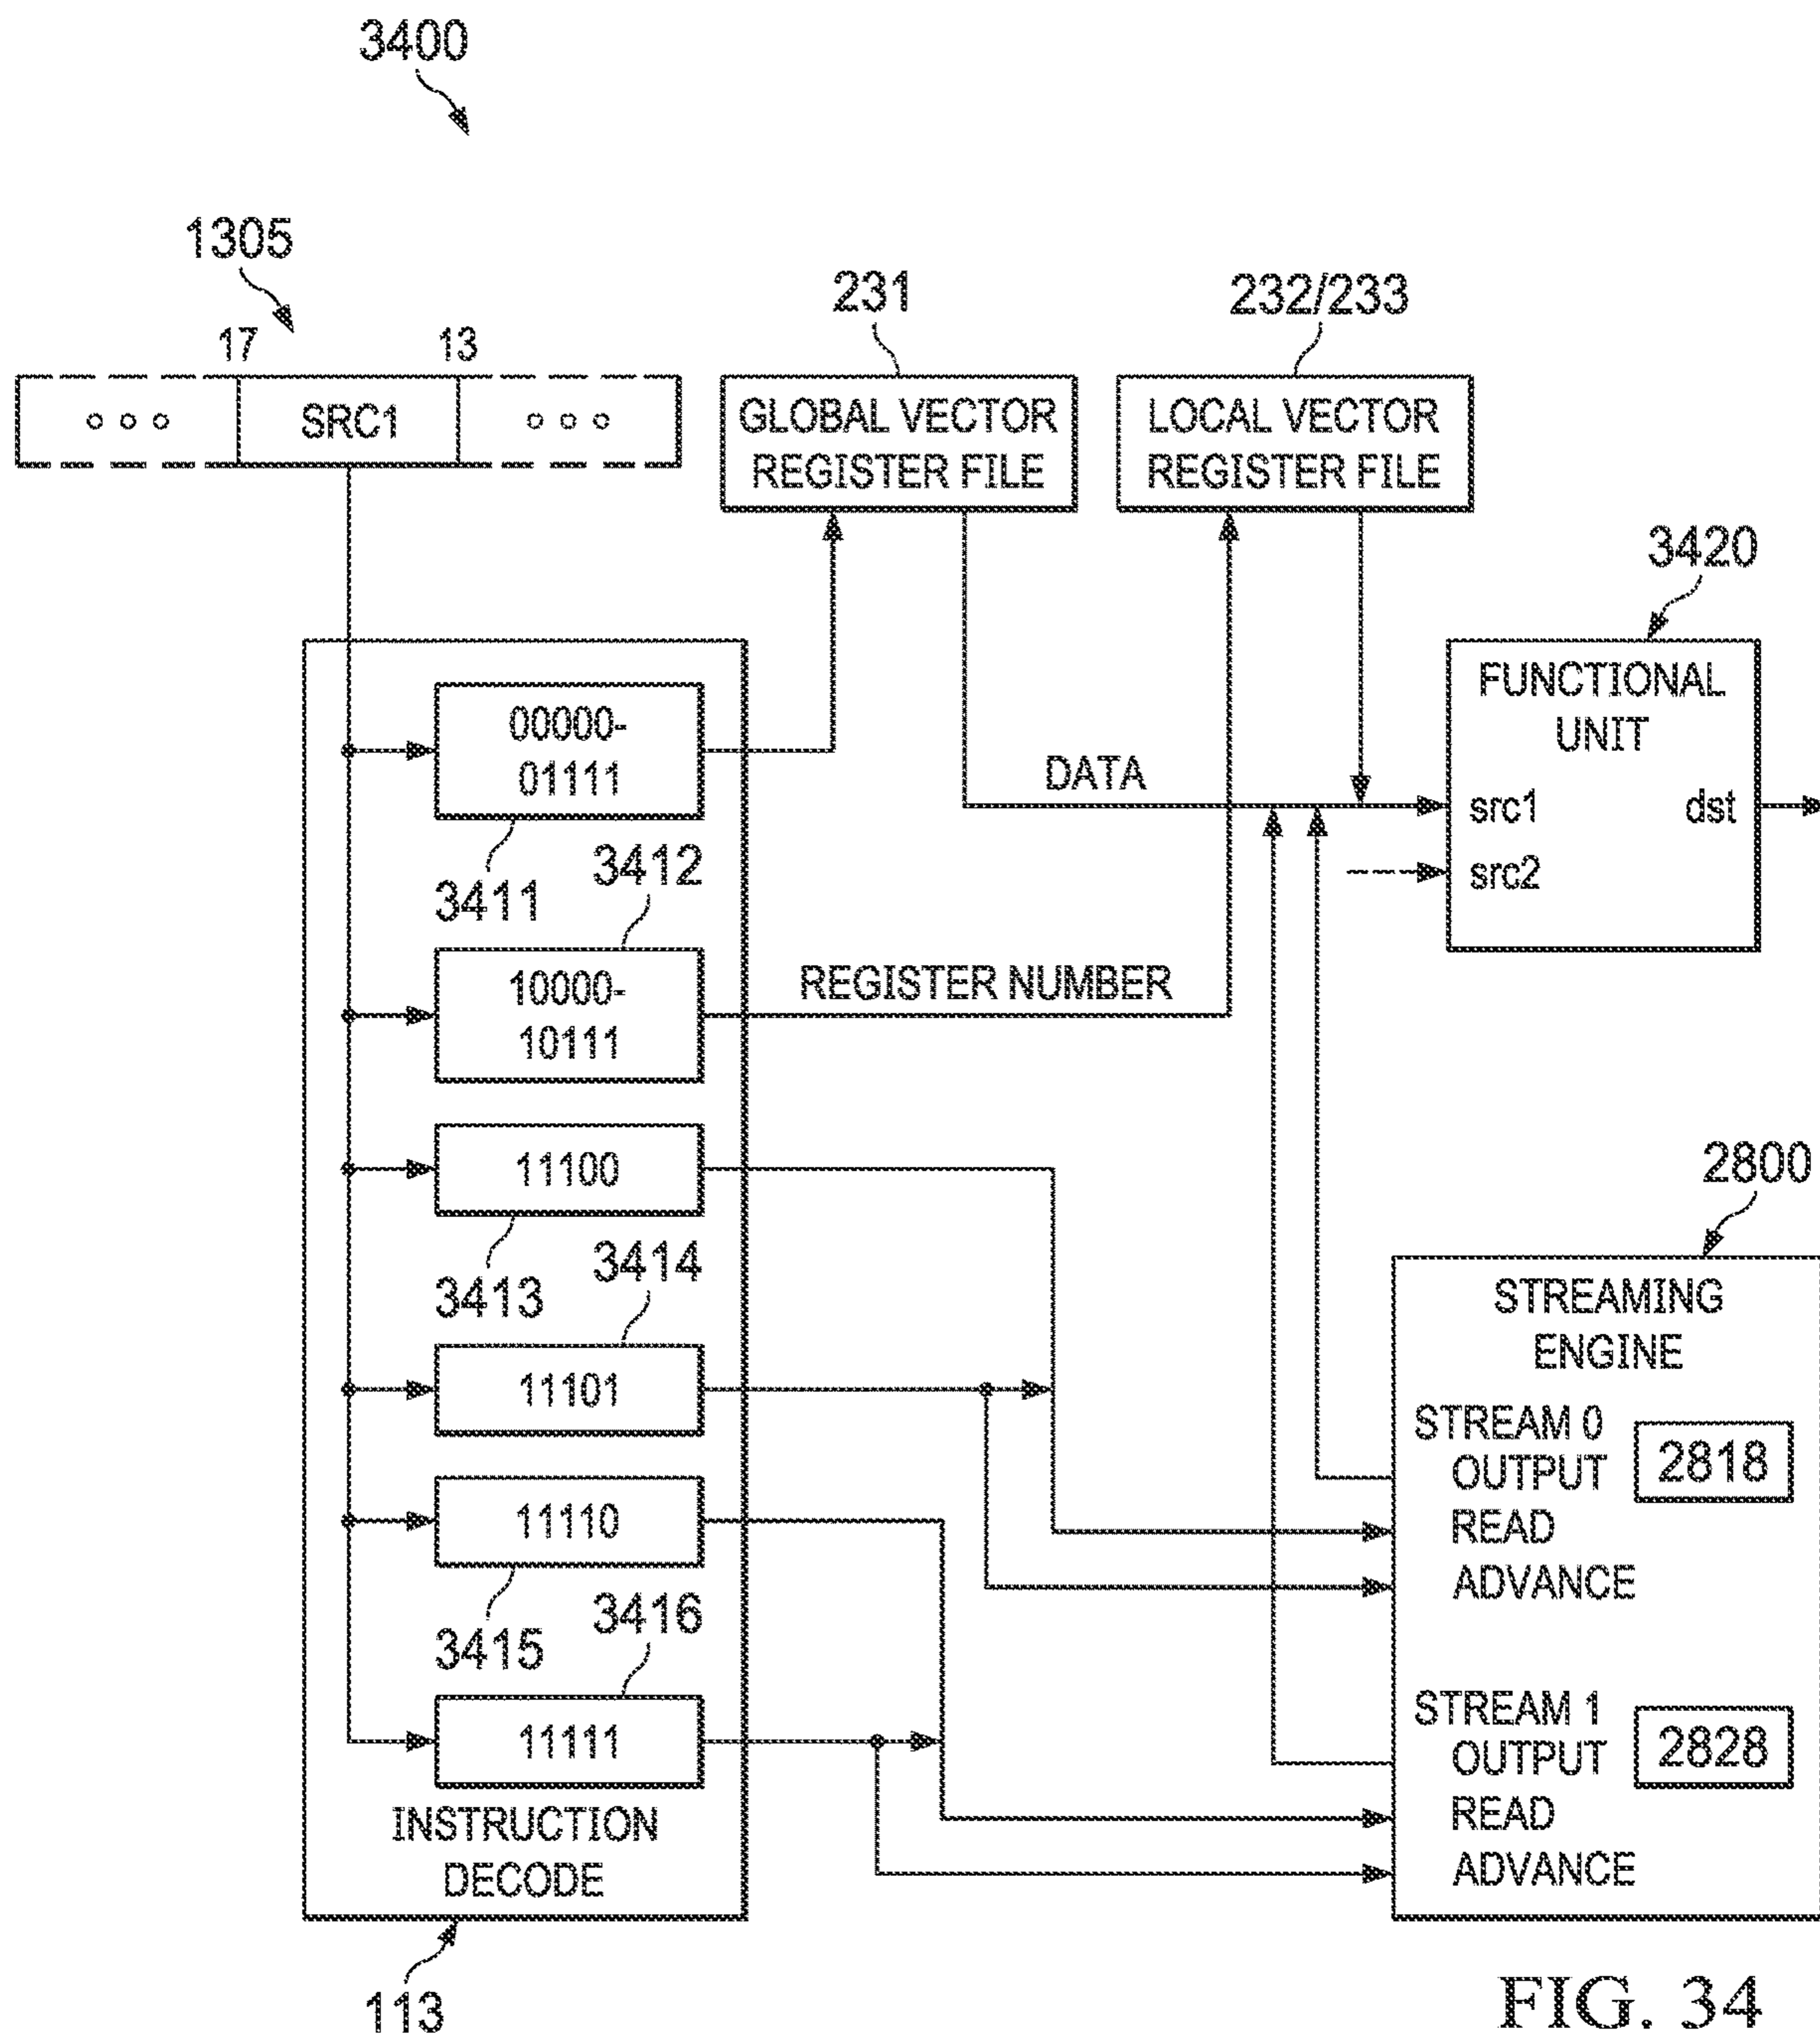 3400
1305
17
13
○ ○ ○
SRC1
○ ○ ○
231
GLOBAL VECTOR
REGISTER FILE
232/233
LOCAL VECTOR
REGISTER FILE
3420
FUNCTIONAL
UNIT
src1
dst
src2
DATA
00000-
01111
3411
3412
10000-
10111
REGISTER NUMBER
11100
3413
3414
11101
11110
3415
3416
11111
INSTRUCTION
DECODE
113
2800
STREAMING
ENGINE
STREAM 0
OUTPUT
2818
READ
ADVANCE
STREAM 1
OUTPUT
2828
READ
ADVANCE
FIG. 34